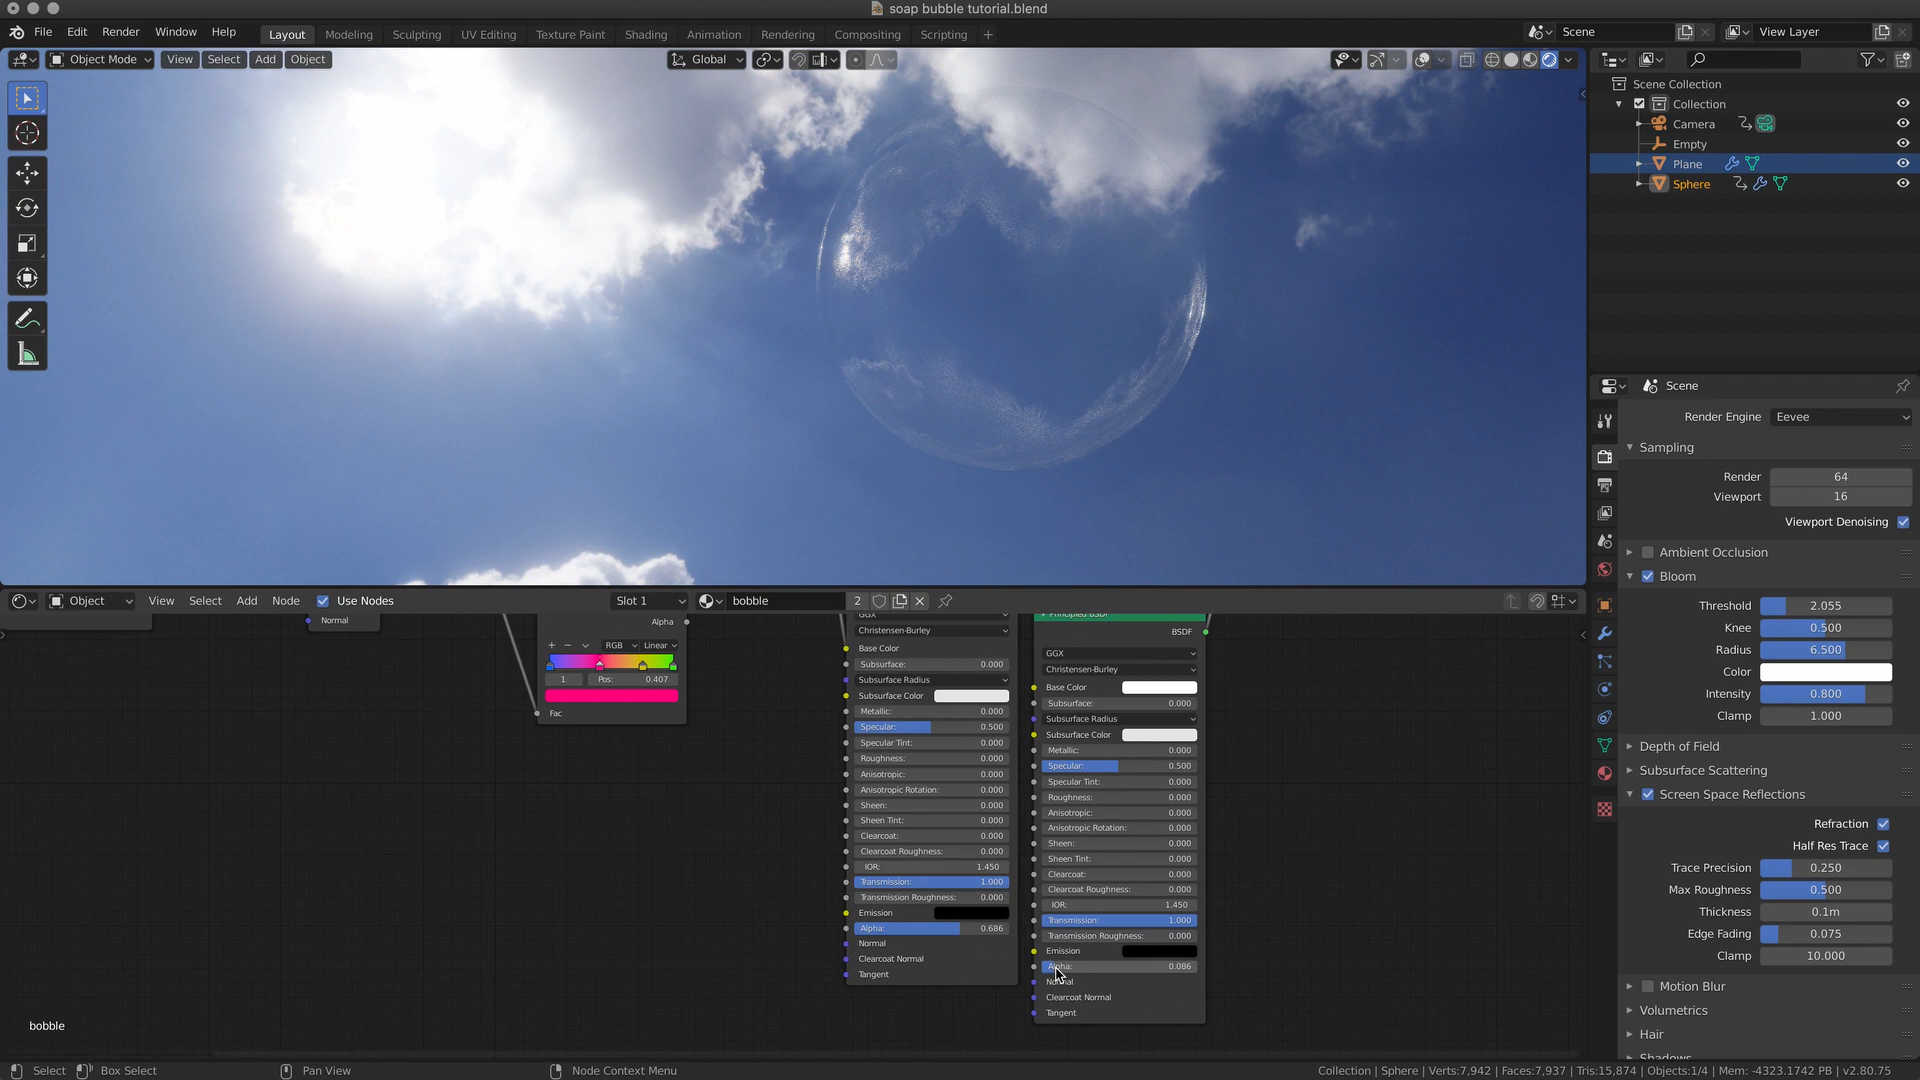 soap bubble tutorial.blend
File Edit Render Window Help Layout Modeling Sculpting UV Editing Texture Paint Shading Animation Rendering Compositing Scripting + Scene View Layer
Object Mode View Select Add Object Global
Scene Collection
Collection
Camera
Empty
Plane
Sphere
Scene
Render Engine Eevee
Sampling
Render 64
Viewport 16
Viewport Denoising
Ambient Occlusion
Bloom
Threshold 2.055
Knee 0.500
Radius 6.500
Color
Intensity 0.800
Clamp 1.000
Depth of Field
Subsurface Scattering
Screen Space Reflections
Refraction
Half Res Trace
Trace Precision 0.250
Max Roughness 0.500
Thickness 0.1m
Edge Fading 0.075
Clamp 10.000
Motion Blur
Volumetrics
Hair
Shadows
Object View Select Add Node Use Nodes Slot 1 bobble 2
Normal
Alpha
RGB Linear
1 Pos: 0.407
Fac
GGX
Christensen-Burley
Base Color
Subsurface: 0.000
Subsurface Radius
Subsurface Color
Metallic: 0.000
Specular: 0.500
Specular Tint: 0.000
Roughness: 0.000
Anisotropic: 0.000
Anisotropic Rotation: 0.000
Sheen: 0.000
Sheen Tint: 0.000
Clearcoat: 0.000
Clearcoat Roughness: 0.000
IOR: 1.450
Transmission: 1.000
Transmission Roughness: 0.000
Emission
Alpha: 0.686
Normal
Clearcoat Normal
Tangent
Principled BSDF
BSDF
GGX
Christensen-Burley
Base Color
Subsurface: 0.000
Subsurface Radius
Subsurface Color
Metallic: 0.000
Specular: 0.500
Specular Tint: 0.000
Roughness: 0.000
Anisotropic: 0.000
Anisotropic Rotation: 0.000
Sheen: 0.000
Sheen Tint: 0.000
Clearcoat: 0.000
Clearcoat Roughness: 0.000
IOR: 1.450
Transmission: 1.000
Transmission Roughness: 0.000
Emission
Alpha: 0.086
Normal
Clearcoat Normal
Tangent
bobble
Select Box Select Pan View Node Context Menu Collection | Sphere | Verts:7,942 | Faces:7,937 | Tris:15,874 | Objects:1/4 | Mem: -4323.1742 PB | v2.80.75